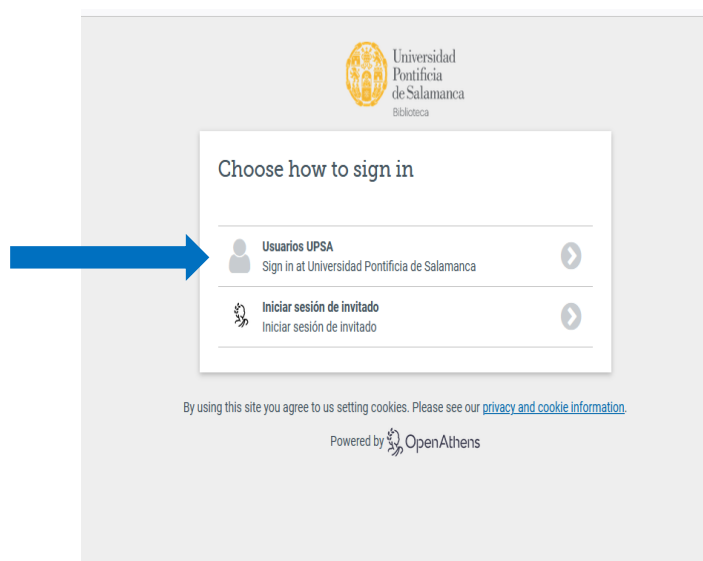 Universidad
Pontificia
de Salamanca
Biblioteca
Choose how to sign in
Usuarios UPSA
Sign in at Universidad Pontificia de Salamanca
Iniciar sesión de invitado
Iniciar sesión de invitado
By using this site you agree to us setting cookies. Please see our privacy and cookie information.
Powered by OpenAthens